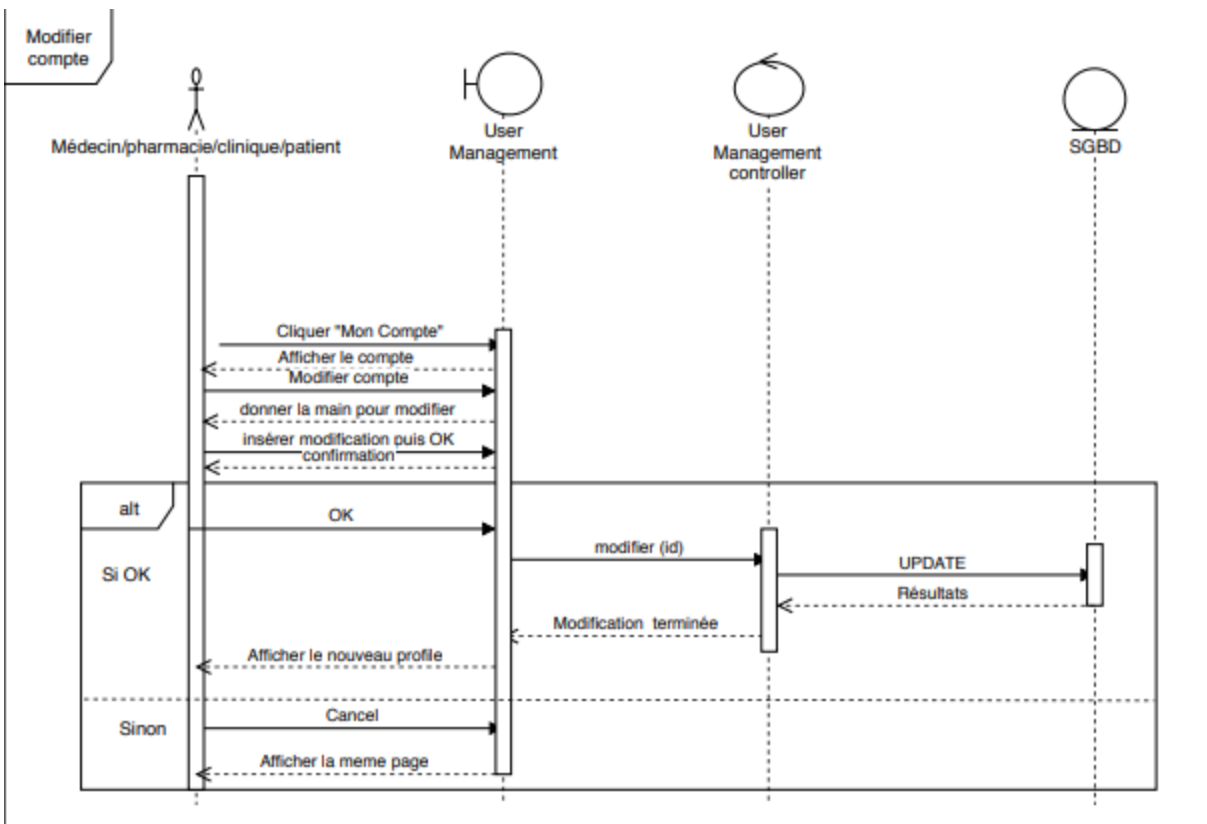 Modifier
compte
Médecin/pharmacie/clinique/patient
User
Management
User
Management
controller
SGBD
Cliquer "Mon Compte"
Afficher le compte
Modifier compte
donner la main pour modifier
insérer modification puis OK
confirmation
alt
OK
modifier (id)
Si OK
UPDATE
Résultats
Modification terminée
Afficher le nouveau profile
Cancel
Sinon
Afficher la meme page